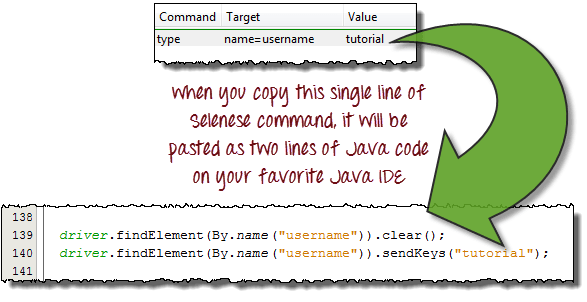 Command Target Value
type name=username tutorial
when you copy this single line of
Selenese command, it will be
pasted as two lines of Java code
on your favorite Java IDE
138
139 driver.findElement(By.name("username")).clear();
140 driver.findElement(By.name("username")).sendKeys("tutorial");
141